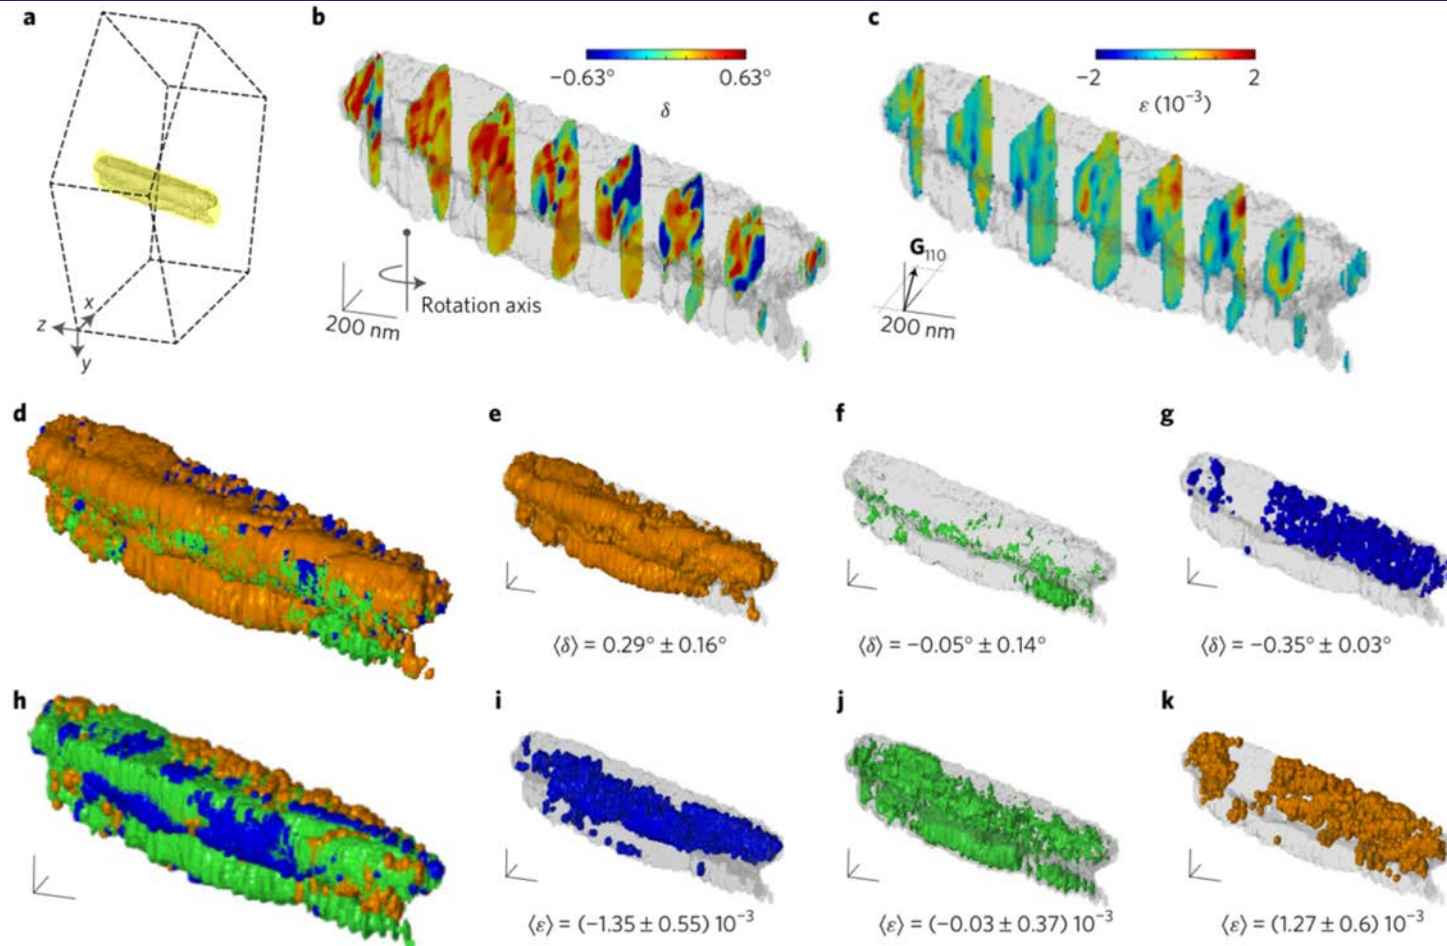 a
b
c
−0.63° 0.63°
δ
−2 2
ε (10⁻³)
x
z
y
Rotation axis
200 nm
G₁₁₀
200 nm
d
e
f
g
⟨δ⟩ = 0.29° ± 0.16°
⟨δ⟩ = −0.05° ± 0.14°
⟨δ⟩ = −0.35° ± 0.03°
h
i
j
k
⟨ε⟩ = (−1.35 ± 0.55) 10⁻³
⟨ε⟩ = (−0.03 ± 0.37) 10⁻³
⟨ε⟩ = (1.27 ± 0.6) 10⁻³